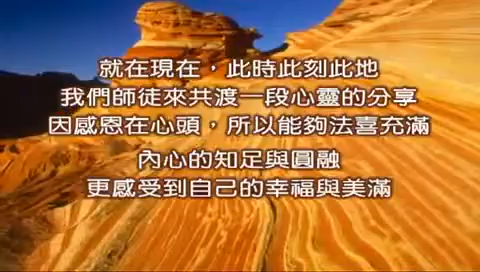 就在現在，此時此刻此地
我們師徒來共渡一段心靈的分享
因感恩在心頭，所以能夠法喜充滿
內心的知足與圓融
更感受到自己的幸福與美滿